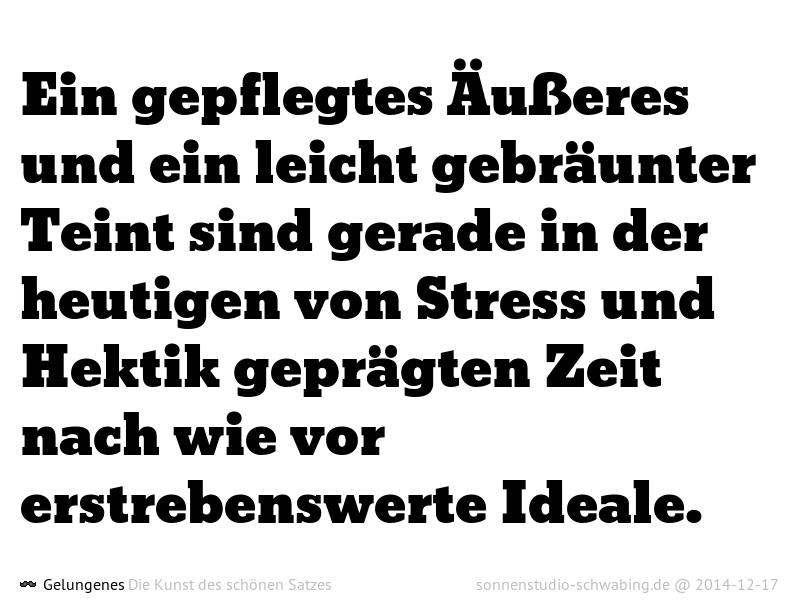 Ein gepflegtes Äußeres
und ein leicht gebräunter
Teint sind gerade in der
heutigen von Stress und
Hektik geprägten Zeit
nach wie vor
erstrebenswerte Ideale.
Gelungenes Die Kunst des schönen Satzes
sonnenstudio-schwabing.de @ 2014-12-17